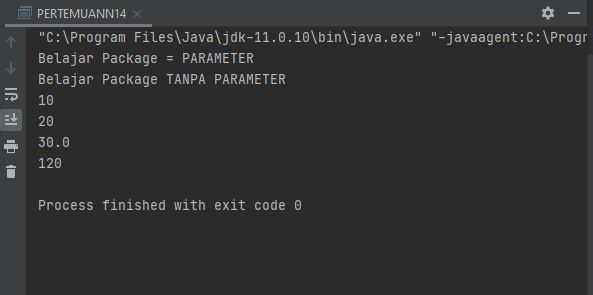 PERTEMUANN14
"C:\Program Files\Java\jdk-11.0.10\bin\java.exe" "-javaagent:C:\Progr
Belajar Package = PARAMETER
Belajar Package TANPA PARAMETER
10
20
30.0
120
Process finished with exit code 0